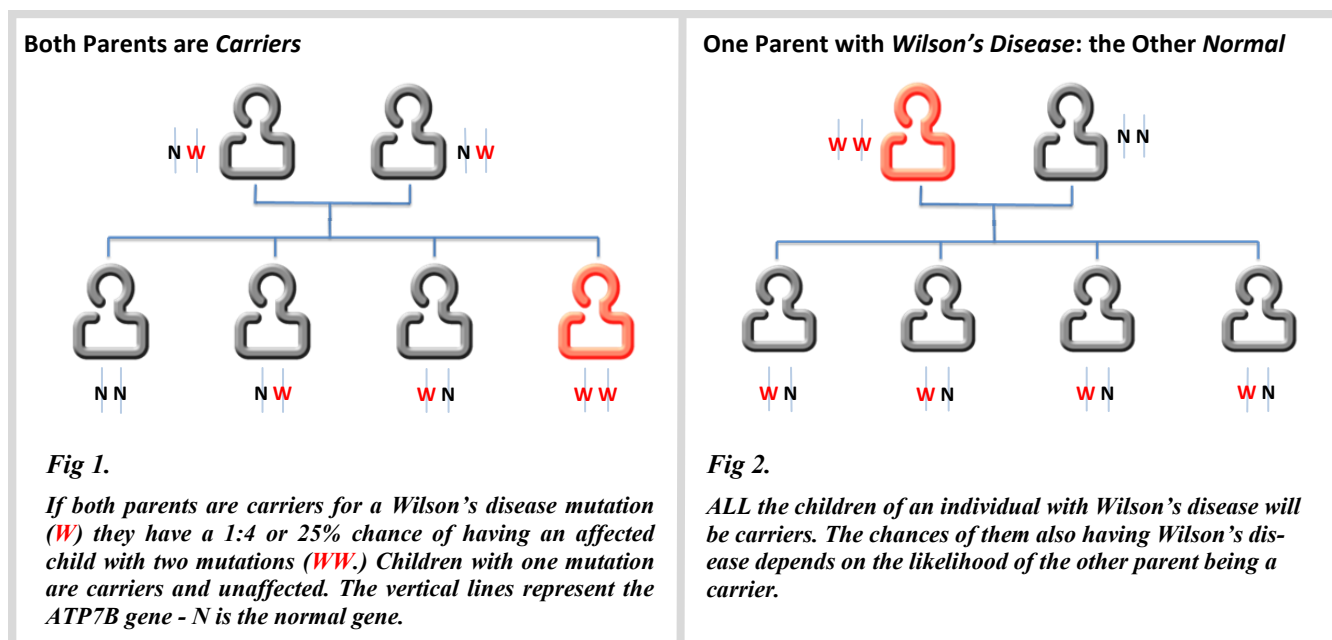 Both Parents are Carriers
N W
N W
N N
N W
W N
W W
Fig 1.
If both parents are carriers for a Wilson’s disease mutation
(W) they have a 1:4 or 25% chance of having an affected
child with two mutations (WW.) Children with one mutation
are carriers and unaffected. The vertical lines represent the
ATP7B gene - N is the normal gene.
One Parent with Wilson’s Disease: the Other Normal
W W
N N
W N
W N
W N
W N
Fig 2.
ALL the children of an individual with Wilson’s disease will
be carriers. The chances of them also having Wilson’s dis-
ease depends on the likelihood of the other parent being a
carrier.